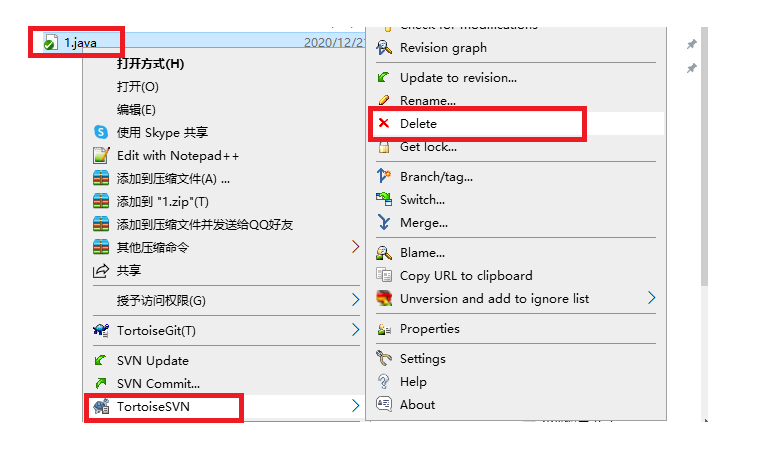 1.java
2020/12/2
打开方式(H)
打开(O)
编辑(E)
使用 Skype 共享
Edit with Notepad++
添加到压缩文件(A) ...
添加到 "1.zip"(T)
添加到压缩文件并发送给QQ好友
其他压缩命令
共享
授予访问权限(G)
TortoiseGit(T)
SVN Update
SVN Commit...
TortoiseSVN
Check for modifications
Revision graph
Update to revision...
Rename...
Delete
Get lock...
Branch/tag...
Switch...
Merge...
Blame...
Copy URL to clipboard
Unversion and add to ignore list
Properties
Settings
Help
About